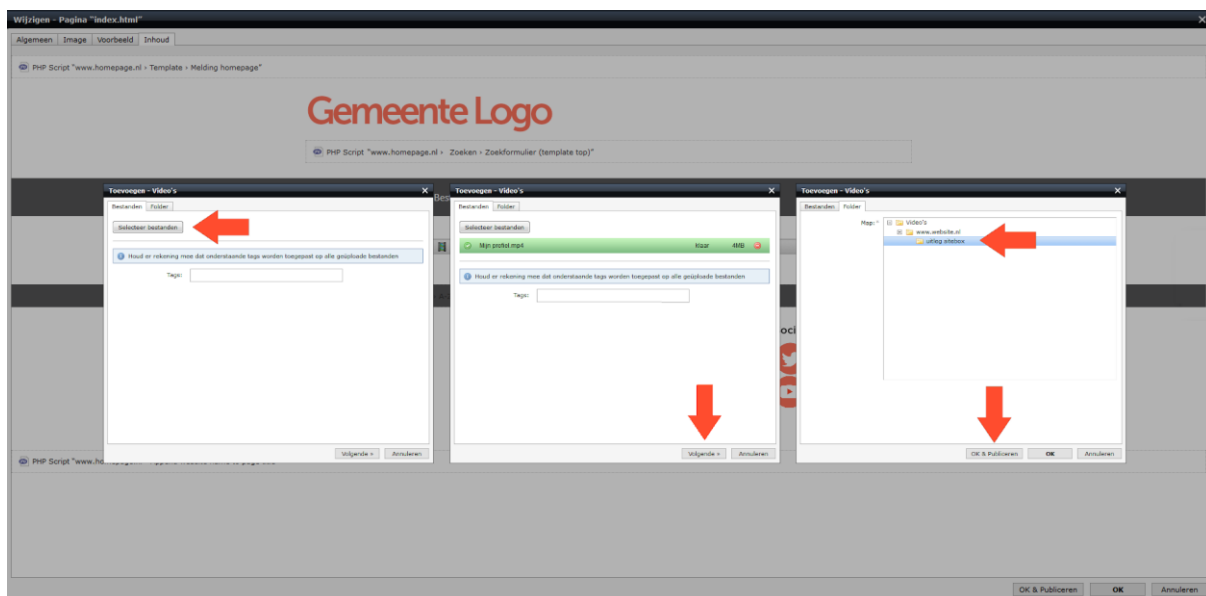 Wijzigen - Pagina "index.html"
Algemeen Image Voorbeeld Inhoud
PHP Script "www.homepage.nl › Template › Melding homepage"
Gemeente Logo
PHP Script "www.homepage.nl › Zoeken › Zoekformulier (template top)"
Toevoegen - Video's
Bestanden Folder
Selecteer bestanden
Houd er rekening mee dat onderstaande tags worden toegepast op alle geüploade bestanden
Tags:
Volgende » Annuleren
Toevoegen - Video's
Bestanden Folder
Selecteer bestanden
Mijn profiel.mp4 klaar 4MB
Houd er rekening mee dat onderstaande tags worden toegepast op alle geüploade bestanden
Tags:
Volgende » Annuleren
Toevoegen - Video's
Bestanden Folder
Map: * Video's
www.website.nl
uitleg sitebox
OK & Publiceren OK Annuleren
Bes
oci
PHP Script "www.ho
OK & Publiceren OK Annuleren